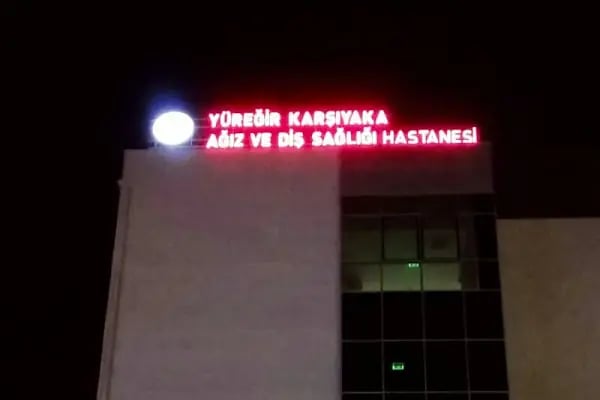 YÜREĞİR KARŞIYAKA
AĞIZ VE DİŞ SAĞLIĞI HASTANESİ